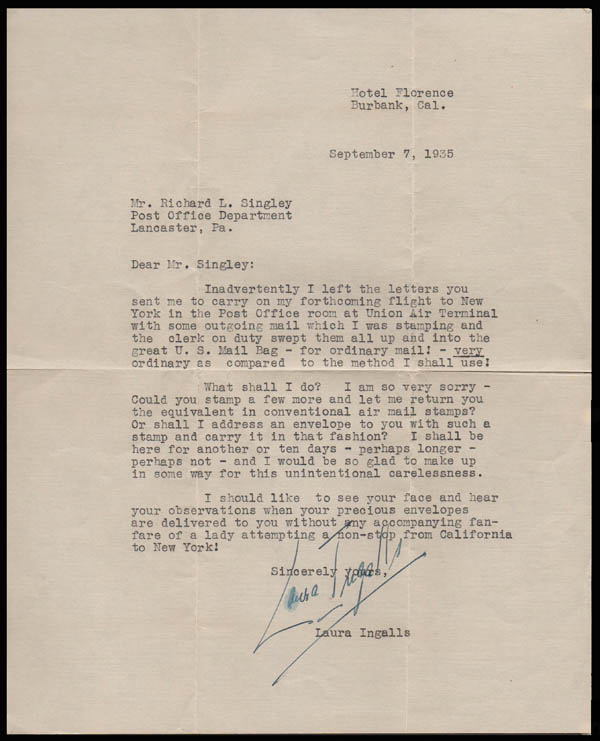 Hotel Florence
Burbank, Cal.
September 7, 1935
Mr. Richard L. Singley
Post Office Department
Lancaster, Pa.
Dear Mr. Singley:
Inadvertently I left the letters you
sent me to carry on my forthcoming flight to New
York in the Post Office room at Union Air Terminal
with some outgoing mail which I was stamping and
the clerk on duty swept them all up and into the
great U. S. Mail Bag - for ordinary mail! - very
ordinary as compared to the method I shall use!
What shall I do? I am so very sorry -
Could you stamp a few more and let me return you
the equivalent in conventional air mail stamps?
Or shall I address an envelope to you with such a
stamp and carry it in that fashion? I shall be
here for another or ten days - perhaps longer -
perhaps not - and I would be so glad to make up
in some way for this unintentional carelessness.
I should like to see your face and hear
your observations when your precious envelopes
are delivered to you without any accompanying fan-
fare of a lady attempting a non-stop from California
to New York!
Sincerely yours,
Laura Ingalls
Laura Ingalls